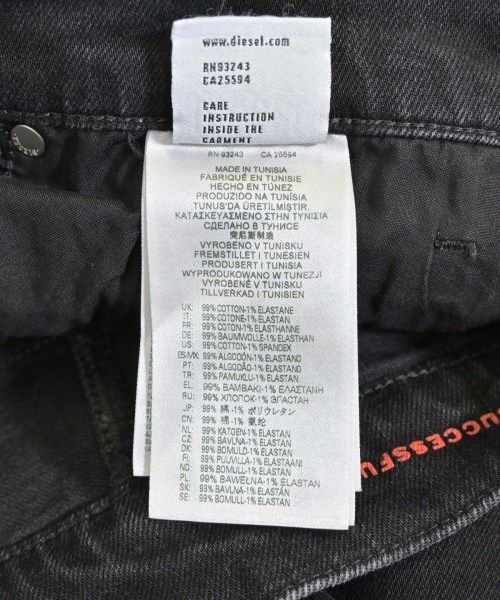 www.diesel.com
RN93243
CA25594
CARE
INSTRUCTION
INSIDE THE
GARMENT
RN 93243 CA 25594
MADE IN TUNISIA
FABRIQUÉ EN TUNISIE
HECHO EN TÚNEZ
PRODUZIDO NA TUNÍSIA
TUNUS'DA ÜRETİLMİŞTİR
ΚΑΤΑΣΚΕΥΑΣΜΕΝΟ ΣΤΗΝ ΤΥΝΙΣΙΑ
СДЕЛАНО В ТУНИСЕ
突尼斯制造
VYROBENO V TUNISKU
FREMSTILLET I TUNESIEN
PRODUSERT I TUNISIA
WYPRODUKOWANO W TUNEZJI
VYROBENÉ V TUNISKU
TILLVERKAD I TUNISIEN
UK: 99% COTTON-1% ELASTANE
IT: 99% COTONE-1% ELASTAN
FR: 99% COTON-1% ELASTHANNE
DE: 99% BAUMWOLLE-1% ELASTHAN
US: 99% COTTON-1% SPANDEX
ES-MX: 99% ALGODÓN-1% ELASTANO
PT: 99% ALGODÃO-1% ELASTANO
TR: 99% PAMUKLU-1% ELASTAN
EL: 99% ΒΑΜΒΑΚΙ-1% ΕΛΑΣΤΑΝΗ
RU: 99% ХЛОПОК-1% ЭЛАСТАН
JP: 99% 綿 -1% ポリウレタン
CN: 99% 棉 -1% 氨纶
NL: 99% KATOEN-1% ELASTAN
CZ: 99% BAVLNA-1% ELASTAN
DK: 99% BOMULD-1% ELASTAN
FI: 99% PUUVILLA-1% ELASTAANI
NO: 99% BOMULL-1% ELASTAN
PL: 99% BAWEŁNA-1% ELASTAN
SK: 99% BAVLNA-1% ELASTAN
SE: 99% BOMULL-1% ELASTAN
UCCESSFU